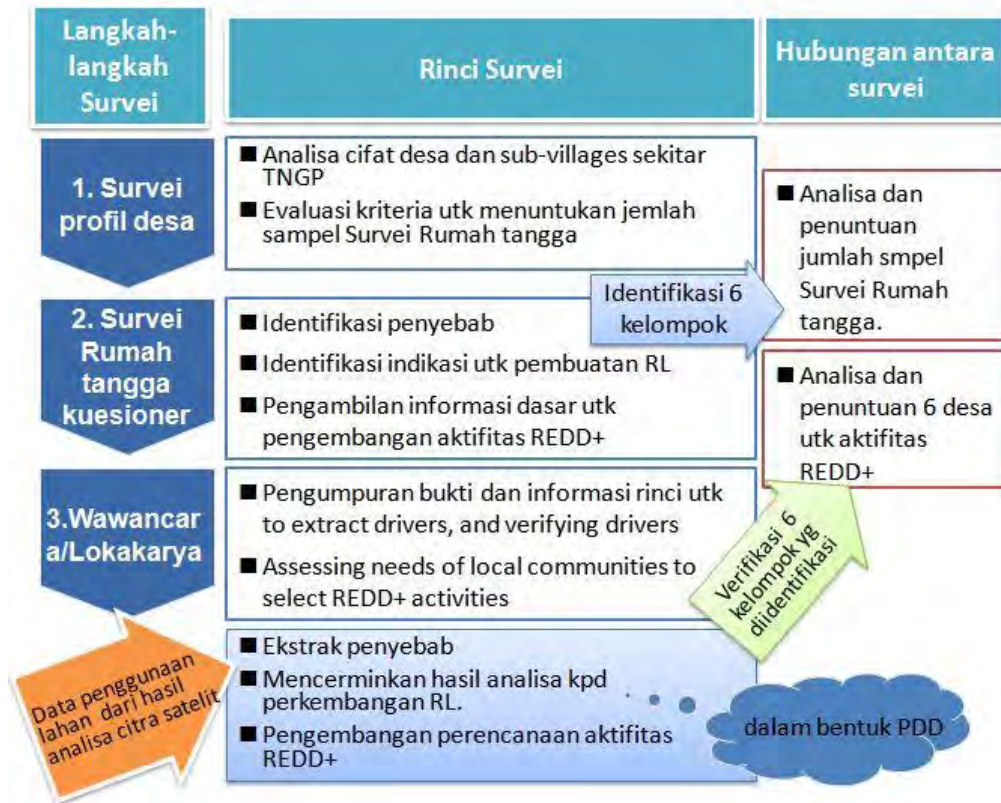 Langkah-
langkah
Survei
Rinci Survei
Hubungan antara
survei
1. Survei
profil desa
■ Analisa cifat desa dan sub-villages sekitar
TNGP
■ Evaluasi kriteria utk menuntukan jemlah
sampel Survei Rumah tangga
■ Analisa dan
penuntuan
jumlah smpel
Survei Rumah
tangga.
Identifikasi 6
kelompok
2. Survei
Rumah
tangga
kuesioner
■ Identifikasi penyebab
■ Identifikasi indikasi utk pembuatan RL
■ Pengambilan informasi dasar utk
pengembangan aktifitas REDD+
■ Analisa dan
penuntuan 6 desa
utk aktifitas
REDD+
3.Wawancar
a/Lokakarya
■ Pengumpuran bukti dan informasi rinci utk
to extract drivers, and verifying drivers
■ Assessing needs of local communities to
select REDD+ activities
Verifikasi 6
kelompok yg
diidentifikasi
Data penggunaan
lahan dari hasil
analisa citra satelit
■ Ekstrak penyebab
■ Mencerminkan hasil analisa kpd
perkembangan RL.
■ Pengembangan perencanaan aktifitas
REDD+
dalam bentuk PDD